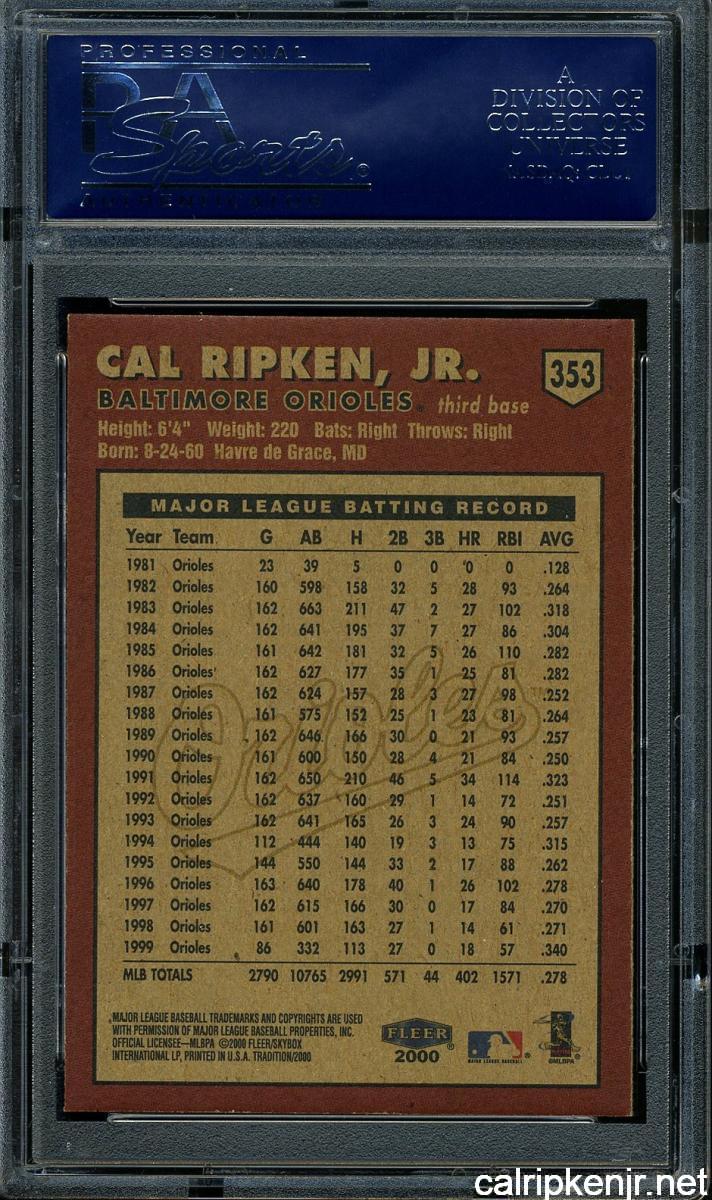 PROFESSIONAL
PSA
Sports®
AUTHENTICATOR
A
DIVISION OF
COLLECTORS
UNIVERSE
NASDAQ: CLCT
CAL RIPKEN, JR.
353
BALTIMORE ORIOLES® third base
Height: 6'4" Weight: 220 Bats: Right Throws: Right
Born: 8-24-60 Havre de Grace, MD
MAJOR LEAGUE BATTING RECORD
Year Team G AB H 2B 3B HR RBI AVG
1981 Orioles 23 39 5 0 0 0 0 .128
1982 Orioles 160 598 158 32 5 28 93 .264
1983 Orioles 162 663 211 47 2 27 102 .318
1984 Orioles 162 641 195 37 7 27 86 .304
1985 Orioles 161 642 181 32 5 26 110 .282
1986 Orioles 162 627 177 35 1 25 81 .282
1987 Orioles 162 624 157 28 3 27 98 .252
1988 Orioles 161 575 152 25 1 23 81 .264
1989 Orioles 162 646 166 30 0 21 93 .257
1990 Orioles 161 600 150 28 4 21 84 .250
1991 Orioles 162 650 210 46 5 34 114 .323
1992 Orioles 162 637 160 29 1 14 72 .251
1993 Orioles 162 641 165 26 3 24 90 .257
1994 Orioles 112 444 140 19 3 13 75 .315
1995 Orioles 144 550 144 33 2 17 88 .262
1996 Orioles 163 640 178 40 1 26 102 .278
1997 Orioles 162 615 166 30 0 17 84 .270
1998 Orioles 161 601 163 27 1 14 61 .271
1999 Orioles 86 332 113 27 0 18 57 .340
MLB TOTALS 2790 10765 2991 571 44 402 1571 .278
Orioles
MAJOR LEAGUE BASEBALL TRADEMARKS AND COPYRIGHTS ARE USED
WITH PERMISSION OF MAJOR LEAGUE BASEBALL PROPERTIES, INC.
OFFICIAL LICENSEE—MLBPA ©2000 FLEER/SKYBOX
INTERNATIONAL LP, PRINTED IN U.S.A. TRADITION/2000
FLEER®
2000
MAJOR LEAGUE BASEBALL
©MLBPA
calripkenjr.net